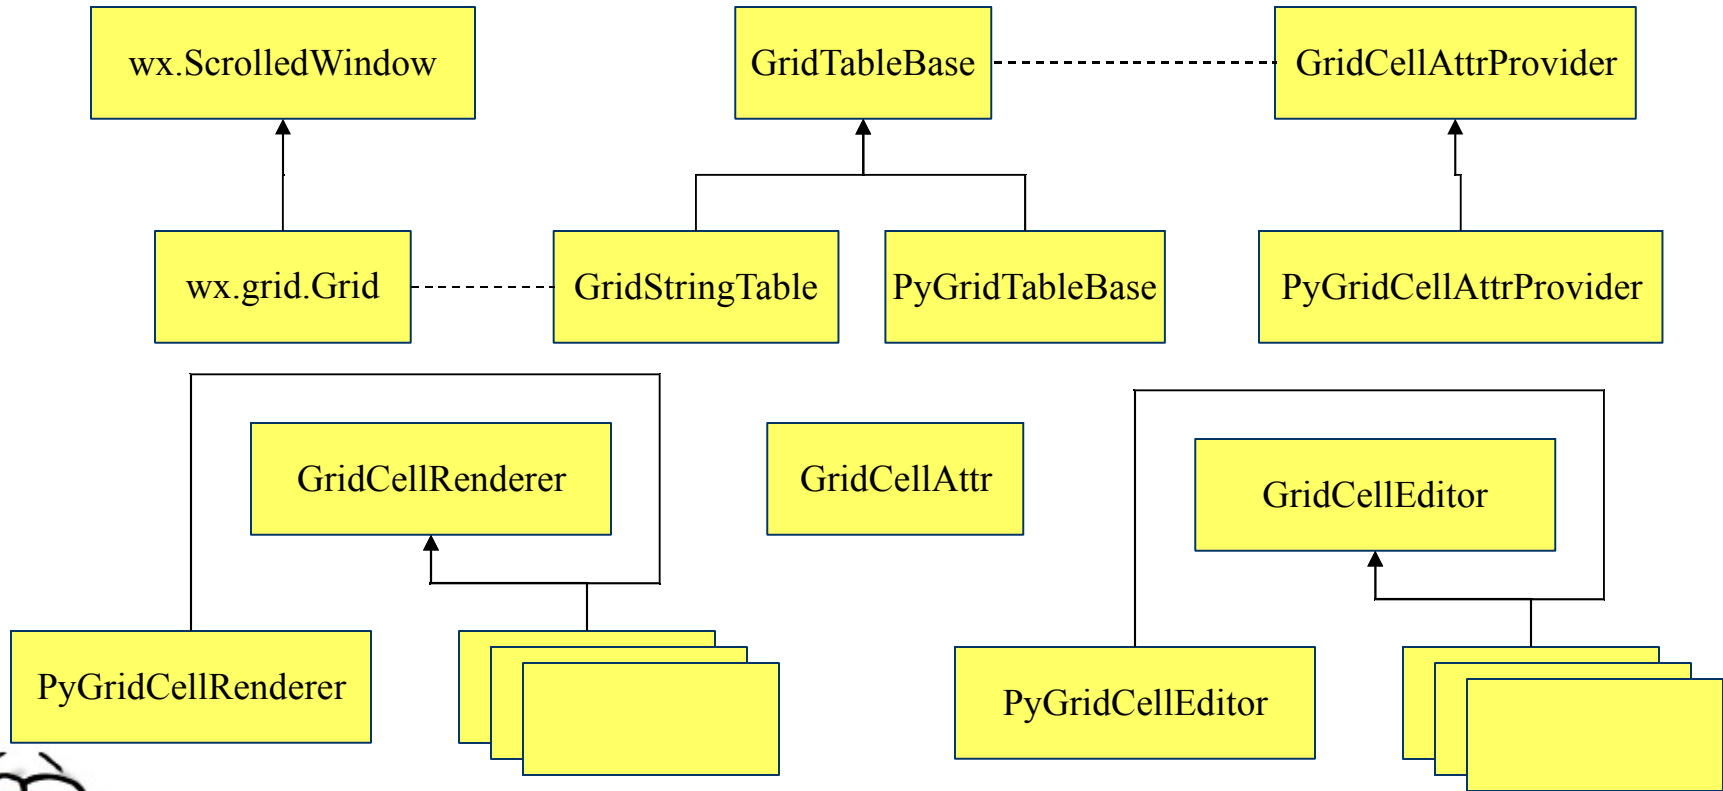 wx.ScrolledWindow
GridTableBase
GridCellAttrProvider
wx.grid.Grid
GridStringTable
PyGridTableBase
PyGridCellAttrProvider
GridCellRenderer
GridCellAttr
GridCellEditor
PyGridCellRenderer
PyGridCellEditor